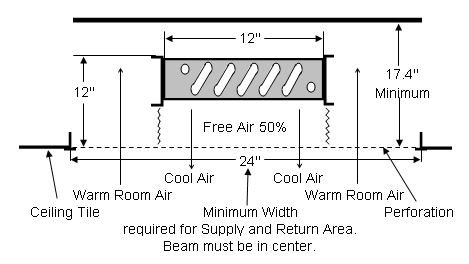 12"
17.4"
Minimum
12"
Free Air 50%
24"
Cool Air
Cool Air
Warm Room Air
Warm Room Air
Ceiling Tile
Minimum Width
Perforation
required for Supply and Return Area.
Beam must be in center.